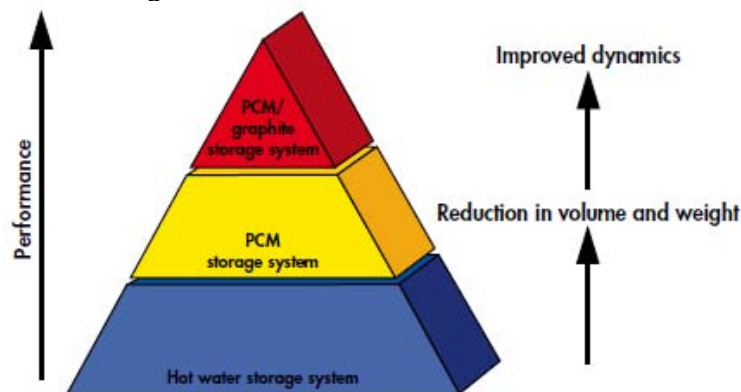 Performance
PCM/
graphite
storage system
PCM
storage system
Hot water storage system
Improved dynamics
Reduction in volume and weight